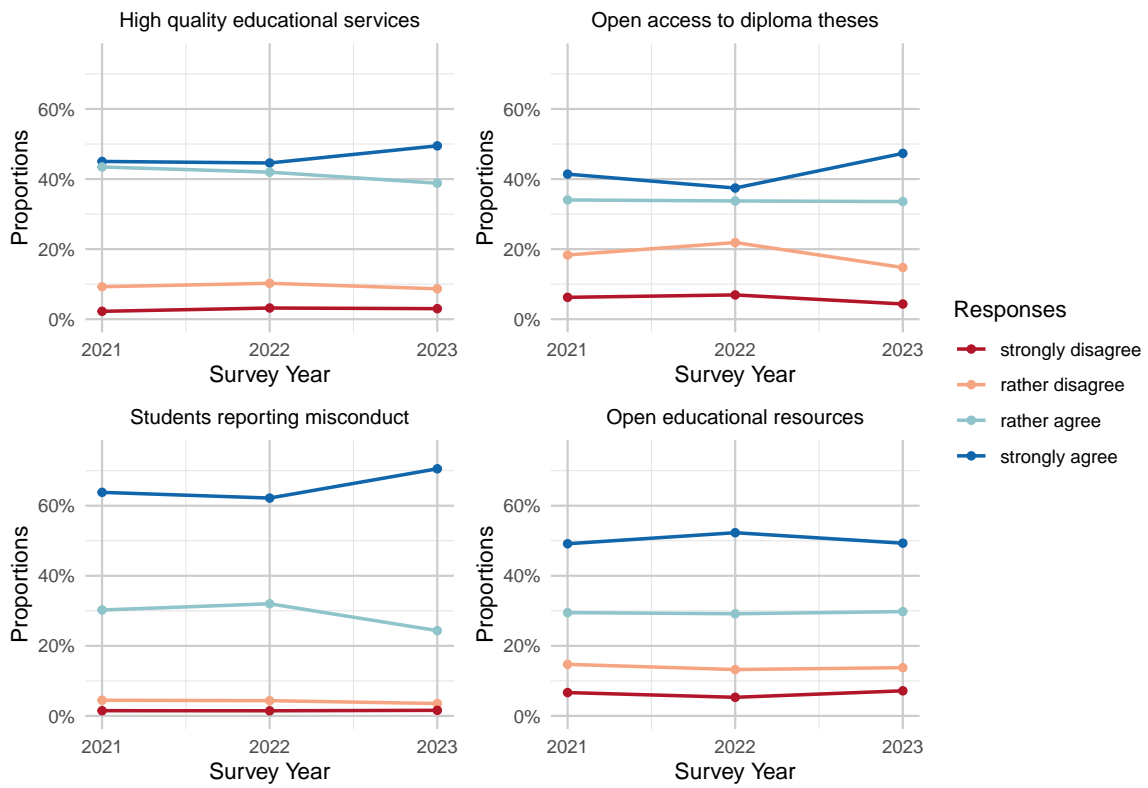 High quality educational services
Open access to diploma theses
Proportions
60%
40%
20%
0%
2021 2022 2023
Survey Year
Proportions
60%
40%
20%
0%
2021 2022 2023
Survey Year
Responses
strongly disagree
rather disagree
rather agree
strongly agree
Students reporting misconduct
Open educational resources
Proportions
60%
40%
20%
0%
2021 2022 2023
Survey Year
Proportions
60%
40%
20%
0%
2021 2022 2023
Survey Year